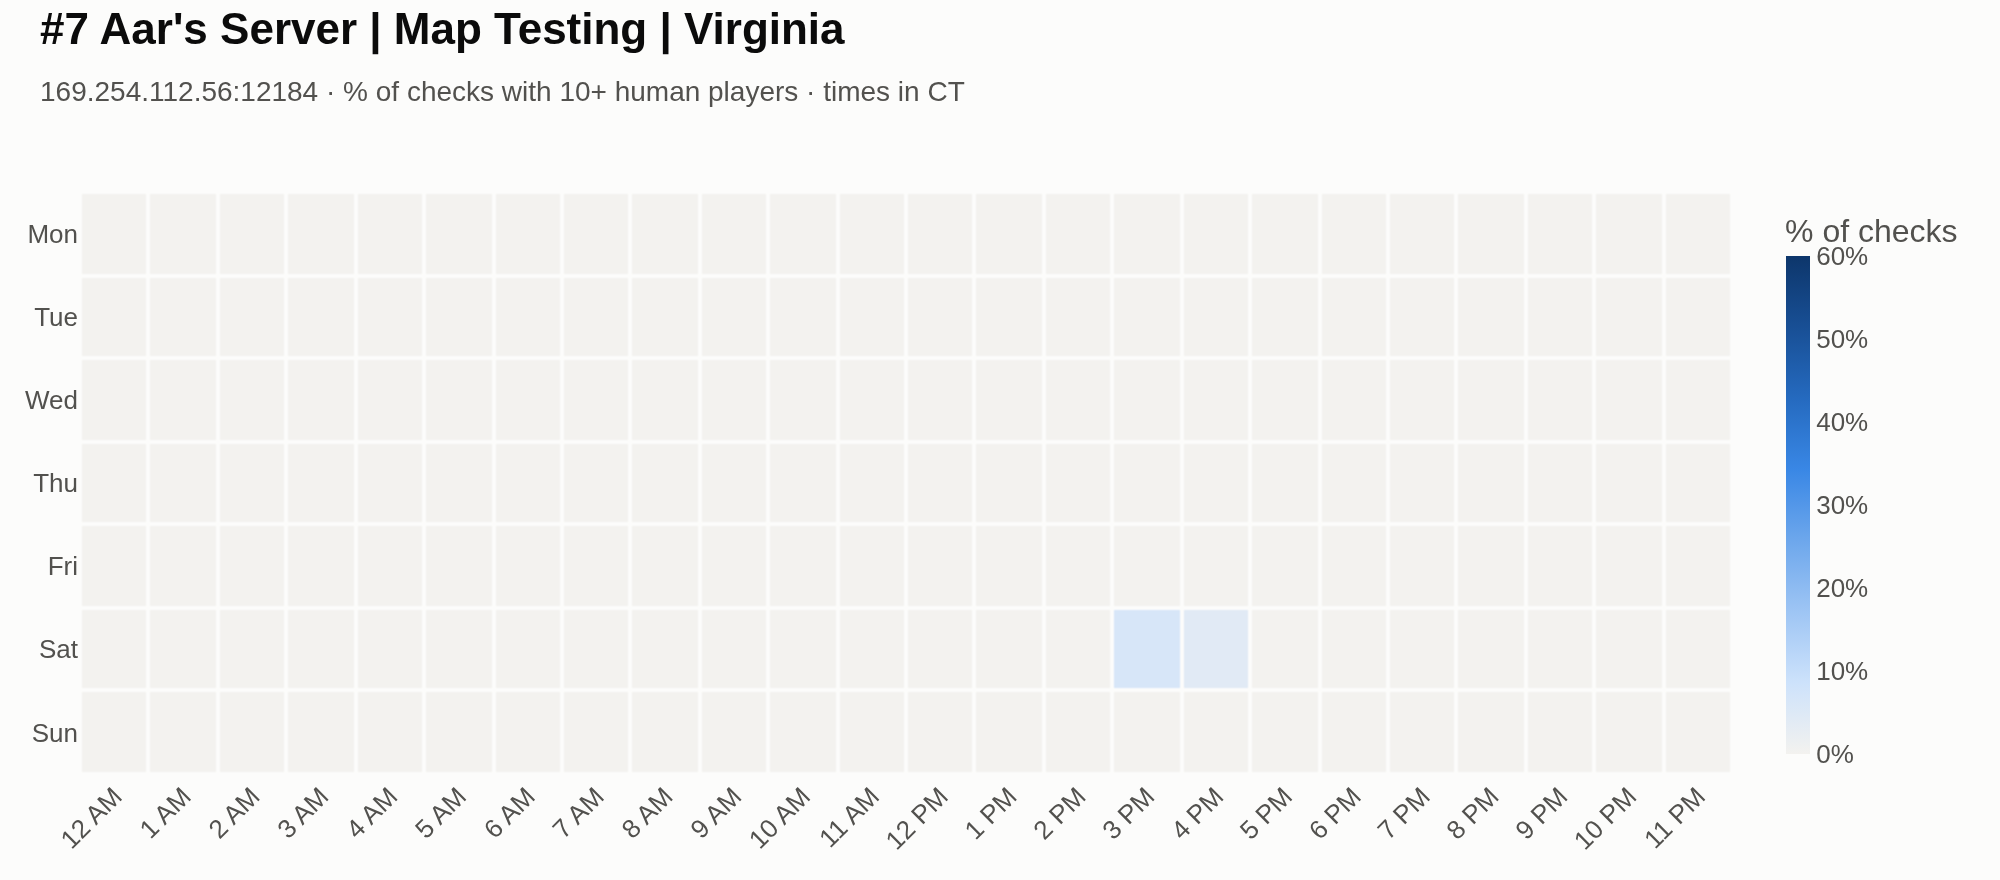 #7 Aar's Server | Map Testing | Virginia
169.254.112.56:12184 · % of checks with 10+ human players · times in CT
% of checks
60%
50%
40%
30%
20%
10%
0%
Mon
Tue
Wed
Thu
Fri
Sat
Sun
12 AM
1 AM
2 AM
3 AM
4 AM
5 AM
6 AM
7 AM
8 AM
9 AM
10 AM
11 AM
12 PM
1 PM
2 PM
3 PM
4 PM
5 PM
6 PM
7 PM
8 PM
9 PM
10 PM
11 PM